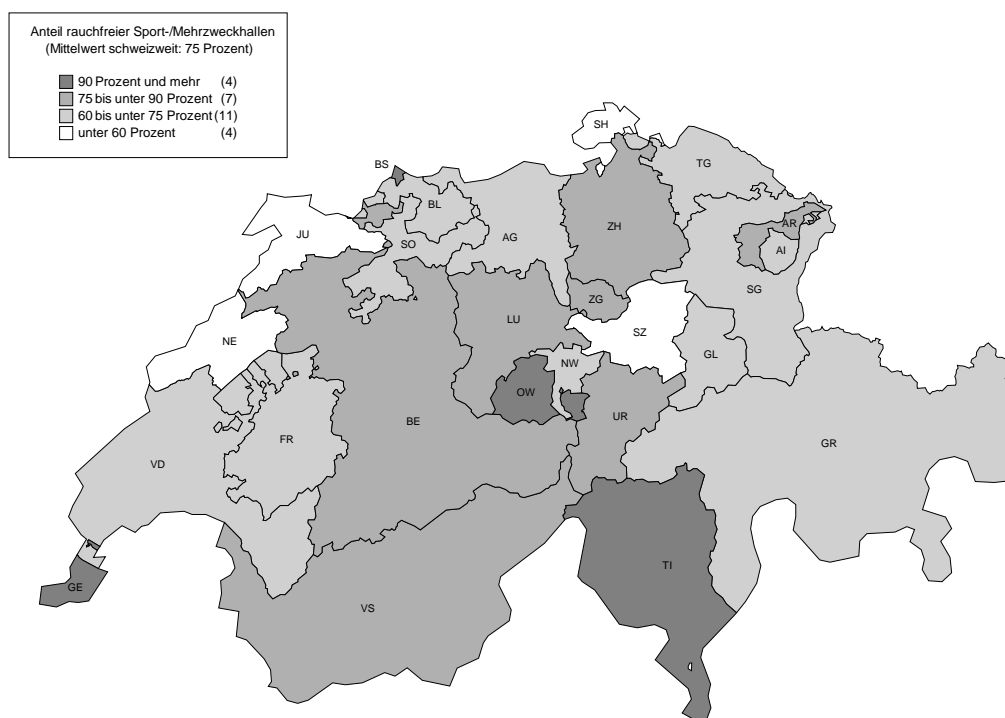 Anteil rauchfreier Sport-/Mehrzweckhallen
(Mittelwert schweizweit: 75 Prozent)
90 Prozent und mehr (4)
75 bis unter 90 Prozent (7)
60 bis unter 75 Prozent (11)
unter 60 Prozent (4)
SH
BS
TG
BL
AR
JU
ZH
SO
AG
AI
SG
ZG
LU
SZ
NE
NW
GL
OW
UR
BE
FR
GR
VD
TI
GE
VS